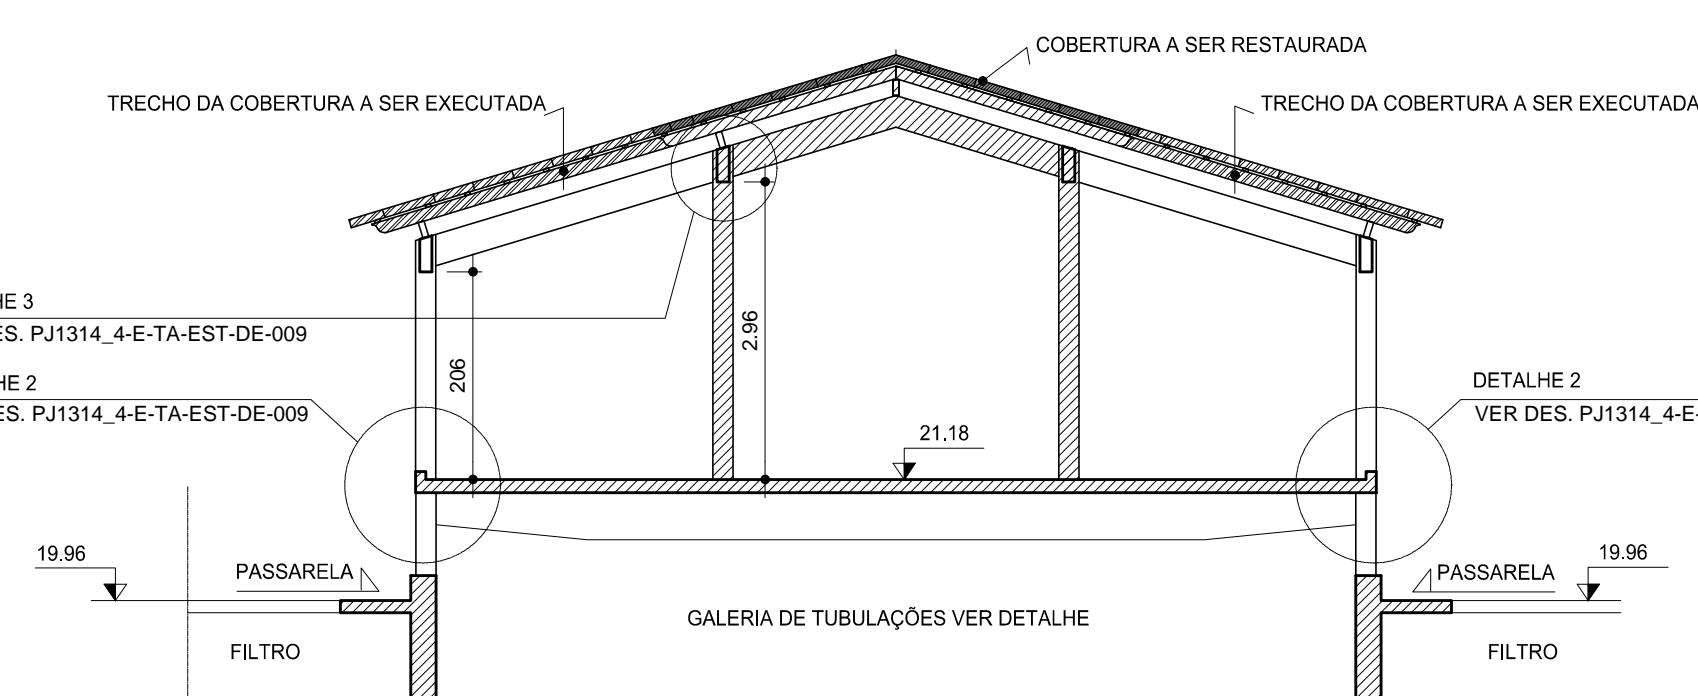 COBERTURA A SER RESTAURADA
TRECHO DA COBERTURA A SER EXECUTADA
TRECHO DA COBERTURA A SER EXECUTADA
HE 3
ES. PJ1314_4-E-TA-EST-DE-009
2.96
206
HE 2
ES. PJ1314_4-E-TA-EST-DE-009
DETALHE 2
VER DES. PJ1314_4-E-
21.18
19.96
PASSARELA
FILTRO
GALERIA DE TUBULAÇÕES VER DETALHE
PASSARELA
19.96
FILTRO